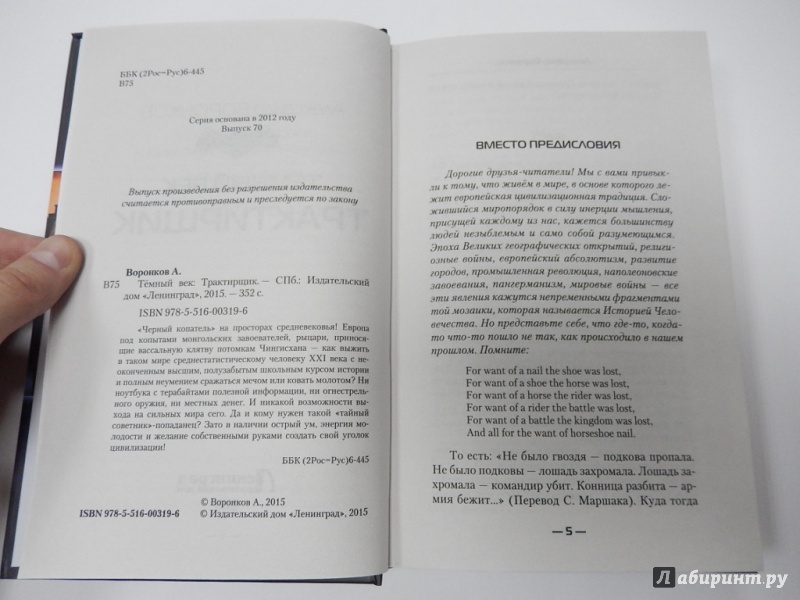 ББК (2Рос=Рус)6-445
В75
Серия основана в 2012 году
Выпуск 70
Выпуск произведения без разрешения издательства
считается противоправным и преследуется по закону
Воронков А.
В75 Тёмный век: Трактирщик. — СПб.: Издательский
дом «Ленинград», 2015. — 352 с.
ISBN 978-5-516-00319-6
«Черный копатель» на просторах средневековья! Европа
под копытами монгольских завоевателей, рыцари, принося-
щие вассальную клятву потомкам Чингисхана — как выжить
в таком мире среднестатистическому человеку XXI века с не-
оконченным высшим, полузабытым школьным курсом истории
и полным неумением сражаться мечом или ковать молотом? Ни
ноутбука с терабайтами полезной информации, ни огнестрель-
ного оружия, ни местных денег. И никакой возможности вы-
хода на сильных мира сего. Да и кому нужен такой «тайный
советник»-попаданец? Зато в наличии острый ум, энергия мо-
лодости и желание собственными руками создать свой уголок
цивилизации!
ББК (2Рос=Рус)6-445
© Воронков А., 2015
ISBN 978-5-516-00319-6 © Издательский дом «Ленинград», 2015
ВМЕСТО ПРЕДИСЛОВИЯ
Дорогие друзья-читатели! Мы с вами привык-
ли к тому, что живём в мире, в основе которого ле-
жит европейская цивилизационная традиция. Сло-
жившийся миропорядок в силу инерции мышления,
присущей каждому из нас, кажется большинству
людей незыблемым и само собой разумеющимся.
Эпоха Великих географических открытий, религи-
озные войны, европейский абсолютизм, развитие
городов, промышленная революция, наполеоновские
завоевания, пангерманизм, мировые войны — все
эти явления кажутся непременными фрагментами
той мозаики, которая называется Историей Чело-
вечества. Но представьте себе, что где-то, когда-
то что-то пошло не так, как происходило в нашем
прошлом. Помните:
For want of a nail the shoe was lost,
For want of a shoe the horse was lost,
For want of a horse the rider was lost,
For want of a rider the battle was lost,
For want of a battle the kingdom was lost,
And all for the want of horseshoe nail.
То есть: «Не было гвоздя — подкова пропала.
Не было подковы — лошадь захромала. Лошадь за-
хромала — командир убит. Конница разбита — ар-
мия бежит...» (Перевод С. Маршака). Куда тогда
— 5 —
Лабиринт.ру